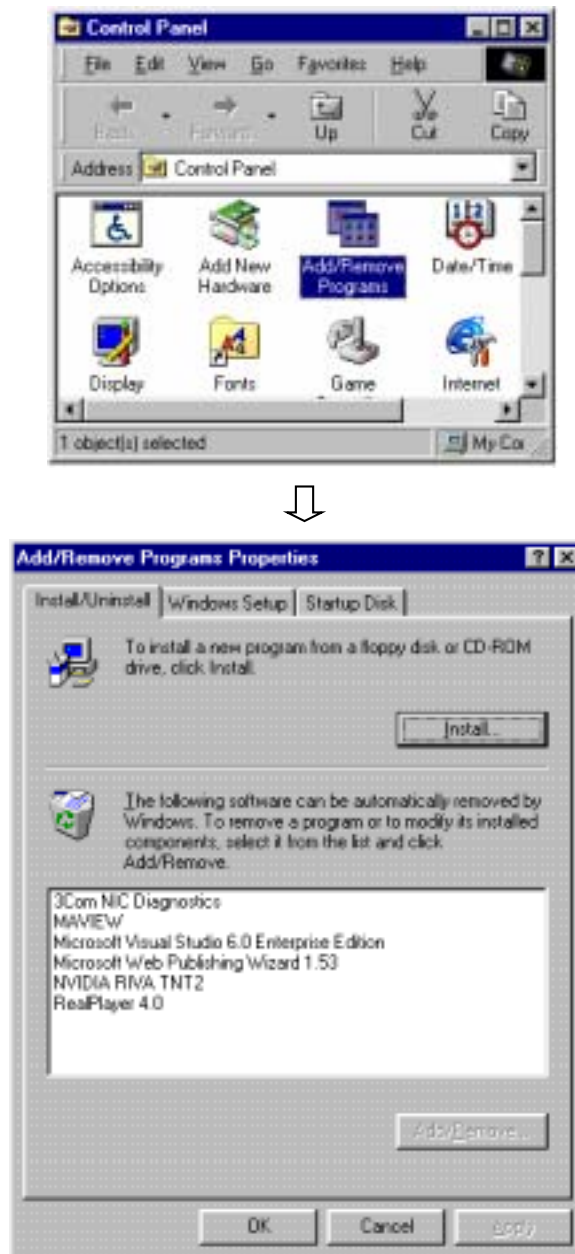 Control Panel
File Edit View Go Favorites Help
Back Forward Up Cut Copy
Address Control Panel
Accessibility Options
Add New Hardware
Add/Remove Programs
Date/Time
Display
Fonts
Game
Internet
1 object(s) selected
My Co
Add/Remove Programs Properties
Install/Uninstall Windows Setup Startup Disk
To install a new program from a floppy disk or CD-ROM
drive, click Install.
Install...
The following software can be automatically removed by
Windows. To remove a program or to modify its installed
components, select it from the list and click
Add/Remove.
3Com NIC Diagnostics
MAVIEW
Microsoft Visual Studio 6.0 Enterprise Edition
Microsoft Web Publishing Wizard 1.53
NVIDIA RIVA TNT2
RealPlayer 4.0
Add/Remove...
OK Cancel Apply